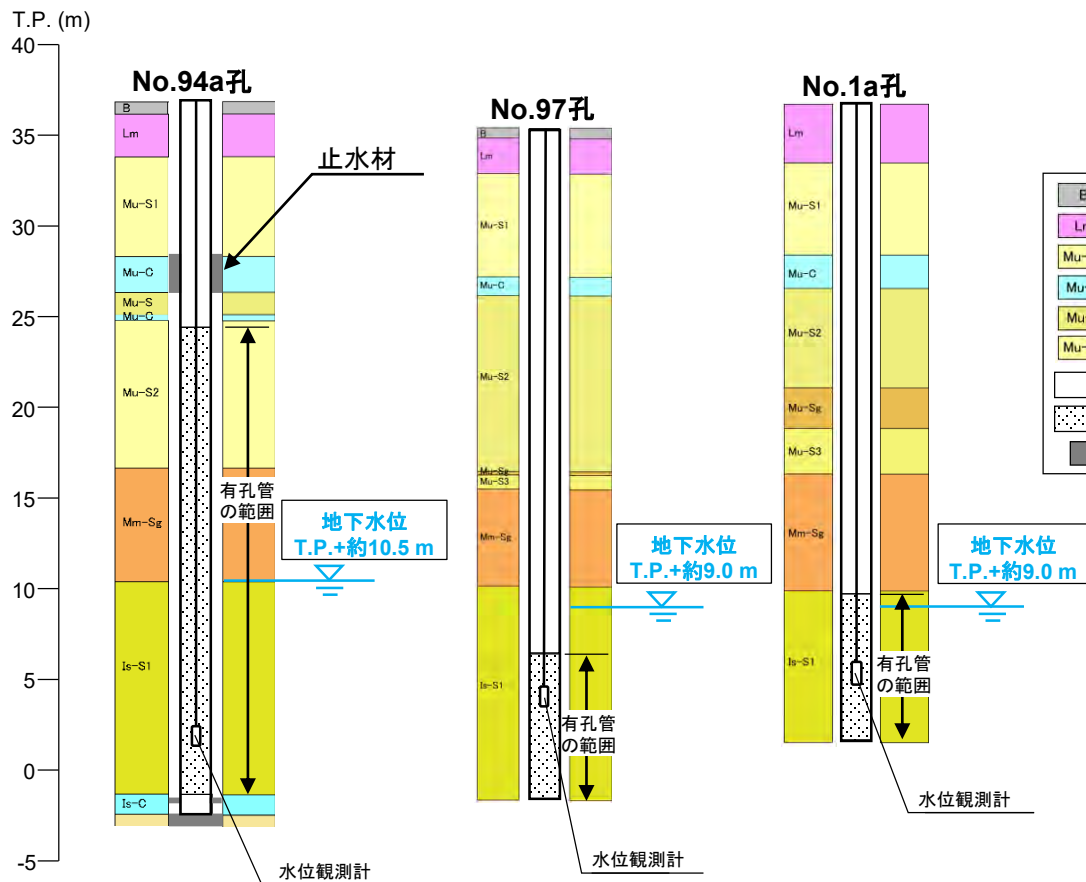 T.P. (m)
40
35
30
25
20
15
10
5
0
-5
No.94a孔
B
Lm
Mu-S1
Mu-C
Mu-S
Mu-C
Mu-S2
Mm-Sg
Is-S1
Is-C
止水材
有孔管
の範囲
地下水位
T.P.+約10.5 m
水位観測計
No.97孔
B
Lm
Mu-S1
Mu-C
Mu-S2
Mu-Sg
Mu-S3
Mm-Sg
Is-S1
地下水位
T.P.+約9.0 m
有孔管
の範囲
水位観測計
No.1a孔
Lm
Mu-S1
Mu-C
Mu-S2
Mu-Sg
Mu-S3
Mm-Sg
Is-S1
地下水位
T.P.+約9.0 m
有孔管
の範囲
水位観測計
B